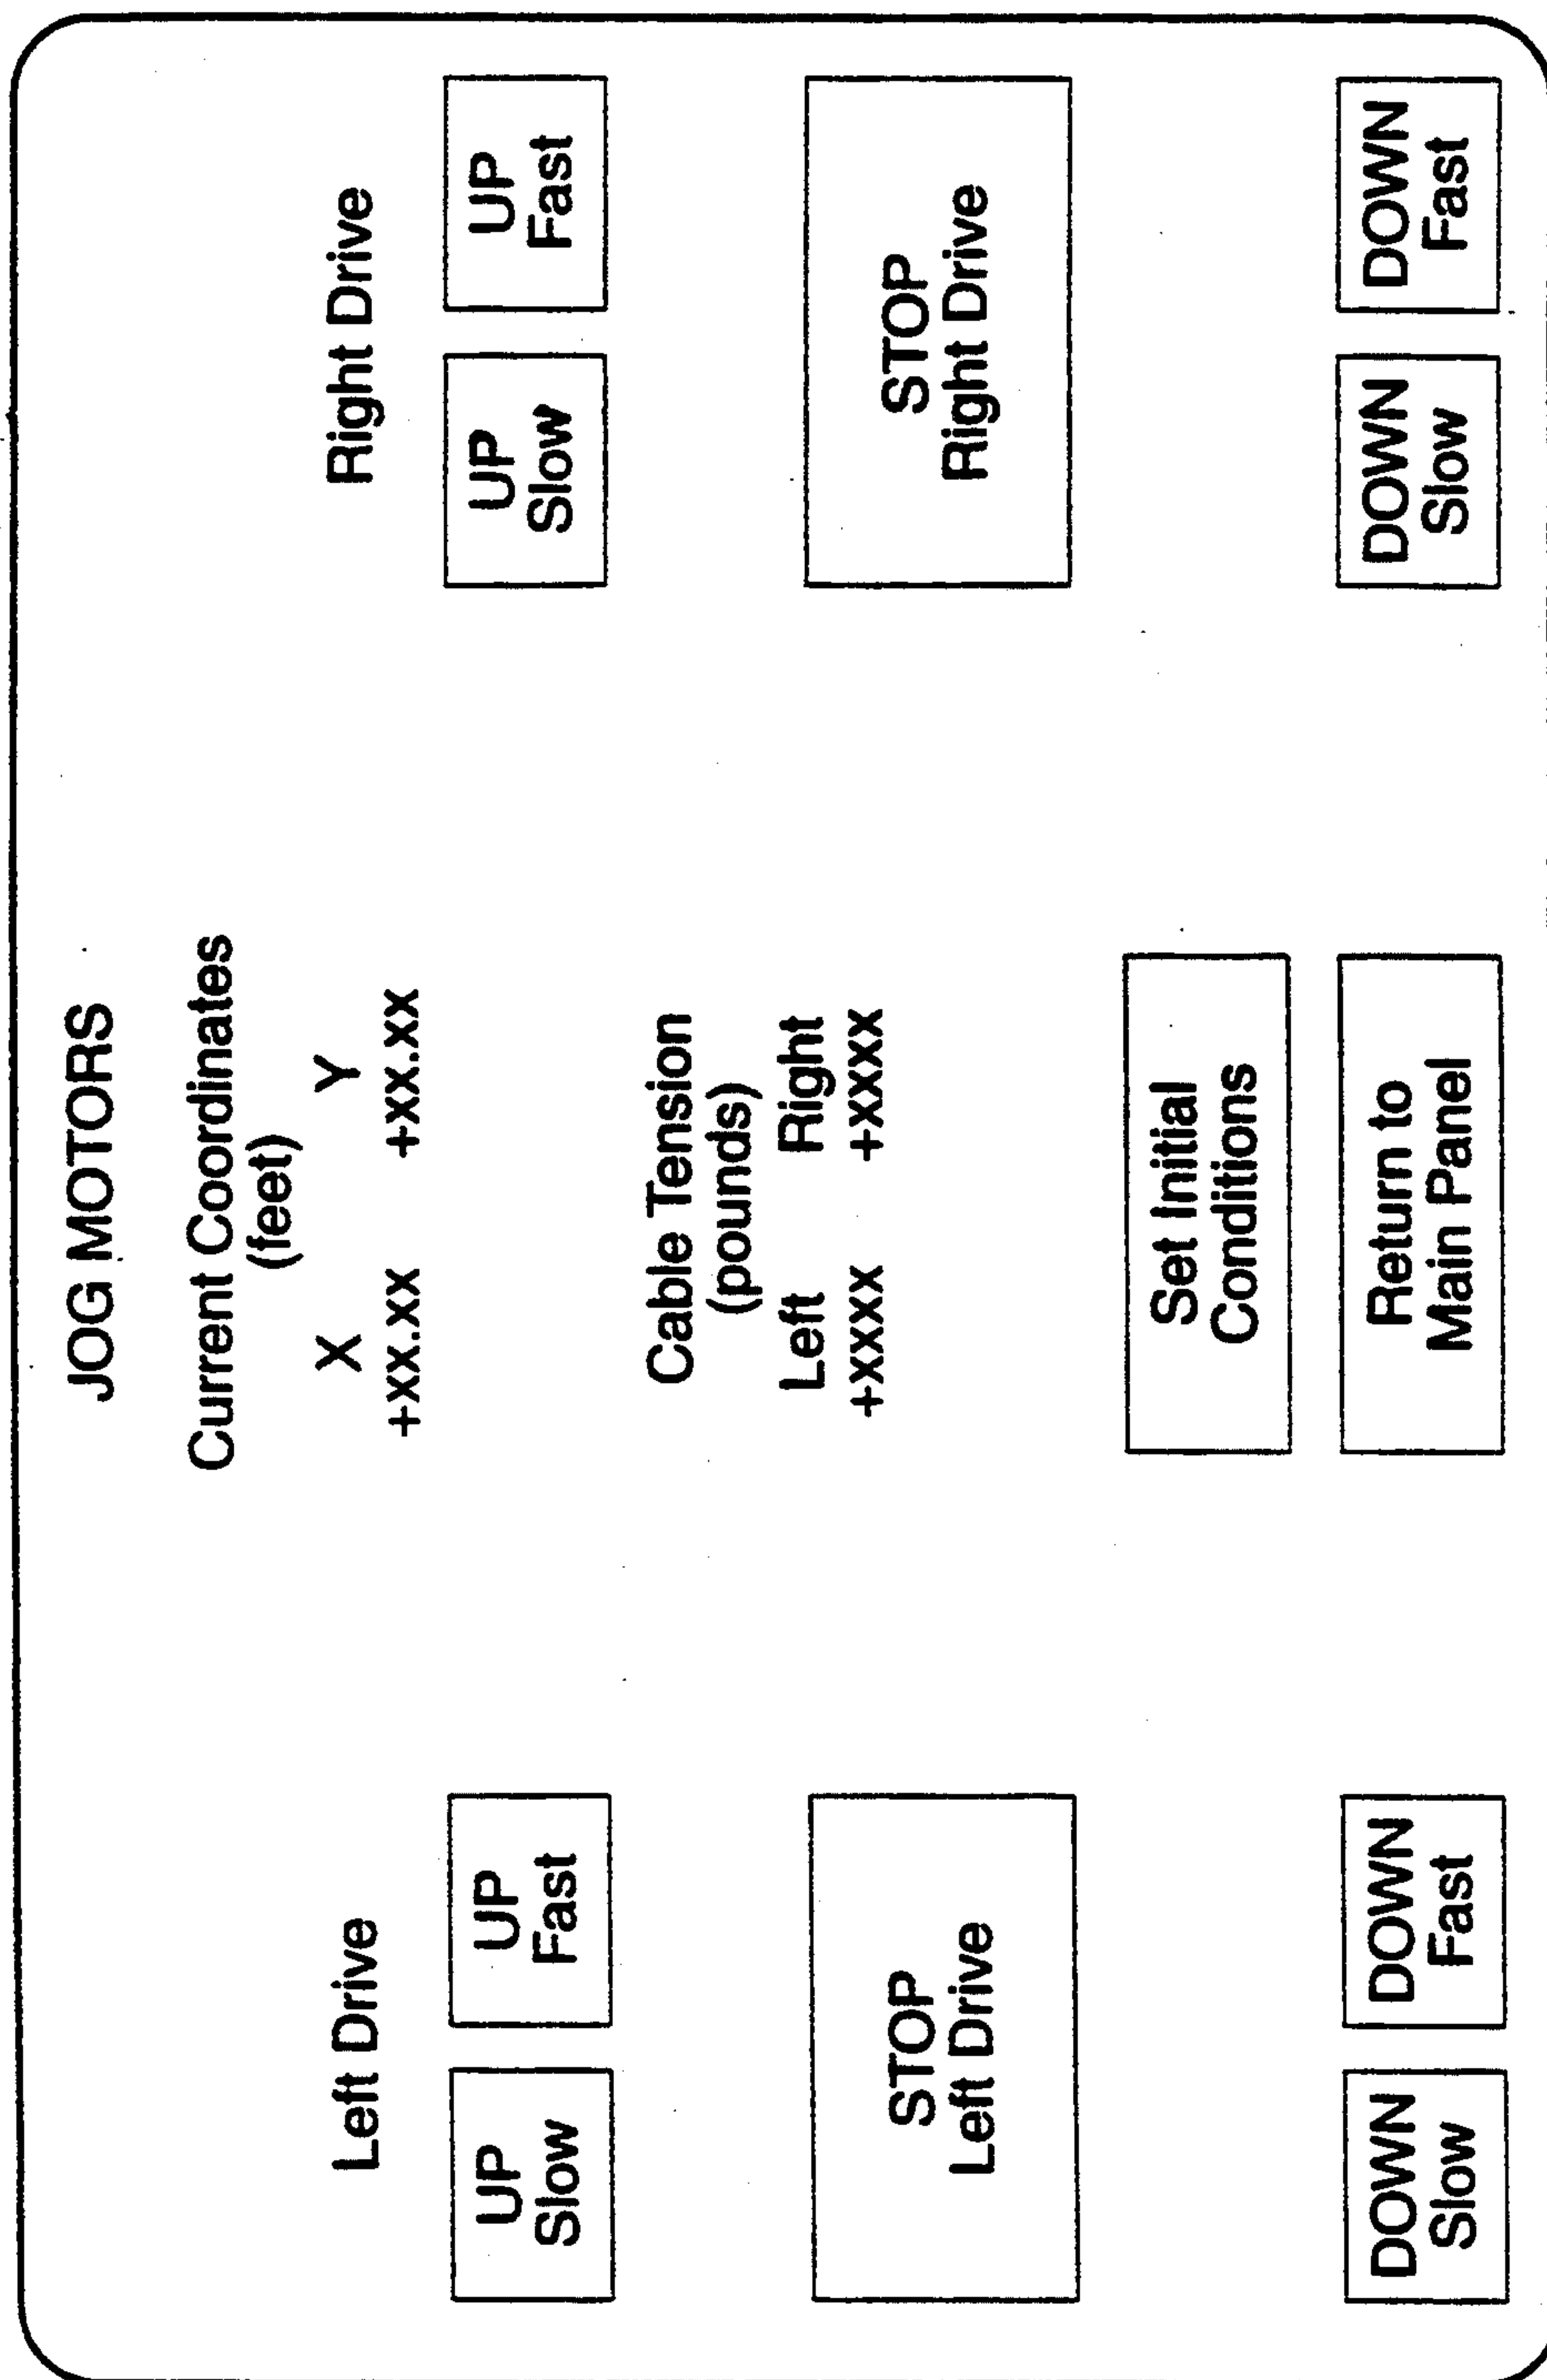 JOG MOTORS
Current Coordinates
(feet)
X Y
+xx.xx +xx.xx
Cable Tension
(pounds)
Left Right
+xxxx +xxxx
Set Initial
Conditions
Return to
Main Panel
Left Drive
UP
Slow
UP
Fast
STOP
Left Drive
DOWN
Slow
DOWN
Fast
Right Drive
UP
Slow
UP
Fast
STOP
Right Drive
DOWN
Slow
DOWN
Fast